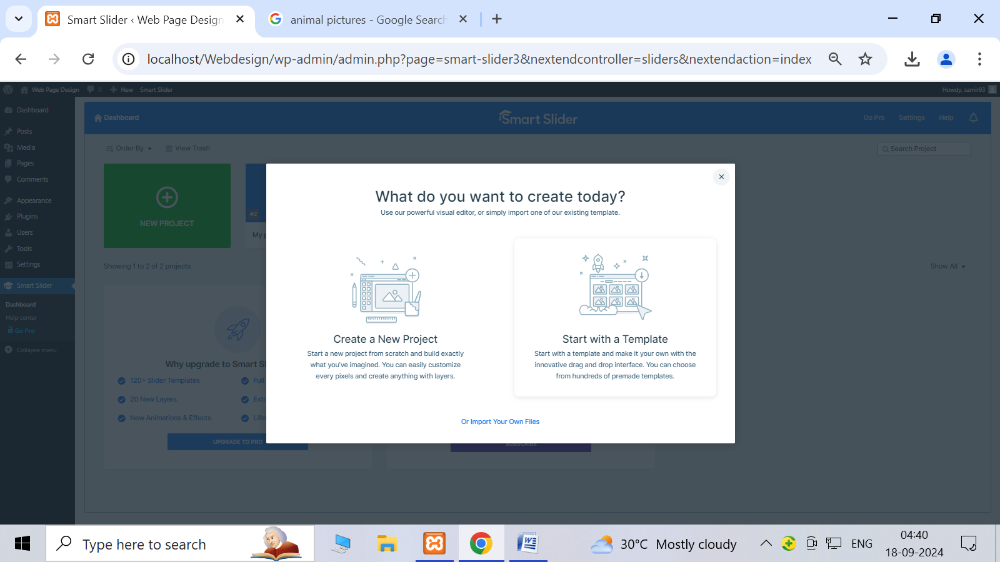 Smart Slider ‹ Web Page Design
animal pictures - Google Search
localhost/Webdesign/wp-admin/admin.php?page=smart-slider3&nextendcontroller=sliders&nextendaction=index
Web Page Design 0 New Smart Slider Howdy, samir93
Dashboard
Posts
Media
Pages
Comments
Appearance
Plugins
Users
Tools
Settings
Smart Slider
Dashboard
Help center
Go Pro
Collapse menu
Dashboard Smart Slider Go Pro Settings Help
Order By View Trash Search Project
NEW PROJECT
#2
Showing 1 to 2 of 2 projects Show All
What do you want to create today?
Use our powerful visual editor, or simply import one of our existing template.
Create a New Project
Start a new project from scratch and build exactly
what you've imagined. You can easily customize
every pixels and create anything with layers.
Start with a Template
Start with a template and make it your own with the
innovative drag and drop interface. You can choose
from hundreds of premade templates.
Or Import Your Own Files
Why upgrade to Smart
120+ Slider Templates Full
20 New Layers
New Animations & Effects
UPGRADE TO PRO
SUBSCRIBE
Type here to search
30°C Mostly cloudy
ENG
04:40
18-09-2024